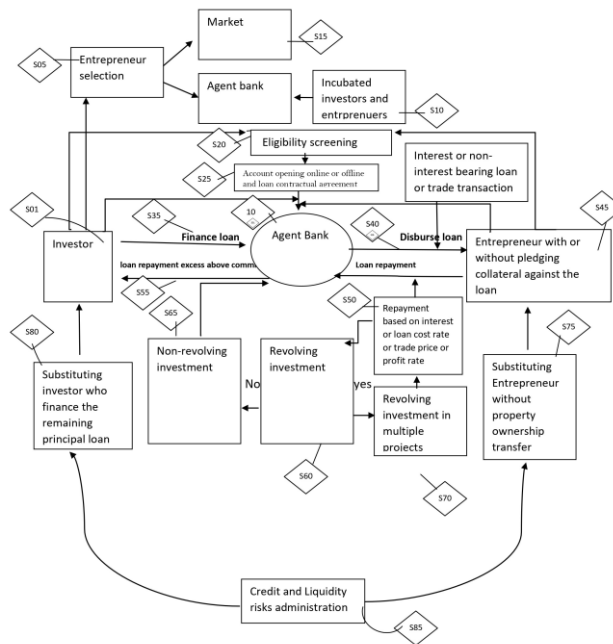 Market
S15
S05
Entrepreneur
selection
Agent bank
Incubated
investors and
entrprenuers
S10
S20
Eligibility screening
S25
Account opening online or offline
and loan contractual agreement
Interest or non-
interest bearing loan
or trade transaction
S01
S35
10
S40
S45
Investor
Finance loan
Agent Bank
Disburse loan
Entrepreneur with or
without pledging
collateral against the
loan
loan repayment excess above comm
Loan repayment
S55
S65
S50
S80
S75
Non-revolving
investment
Revolving
investment
Repayment
based on interest
or loan cost rate
or trade price or
profit rate
No
yes
Substituting
investor who
finance the
remaining
principal loan
Revolving
investment in
multiple
projects
Substituting
Entrepreneur
without
property
ownership
transfer
S60
S70
Credit and Liquidity
risks administration
S85